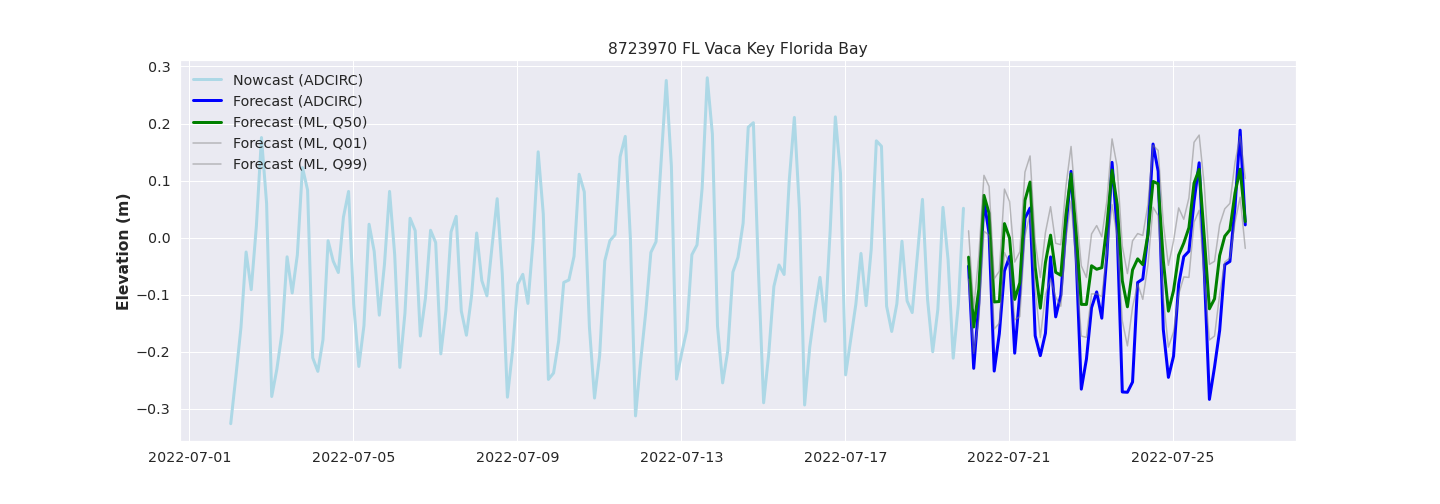 8723970 FL Vaca Key Florida Bay
Elevation (m)
0.3
0.2
0.1
0.0
−0.1
−0.2
−0.3
Nowcast (ADCIRC)
Forecast (ADCIRC)
Forecast (ML, Q50)
Forecast (ML, Q01)
Forecast (ML, Q99)
2022-07-01 2022-07-05 2022-07-09 2022-07-13 2022-07-17 2022-07-21 2022-07-25